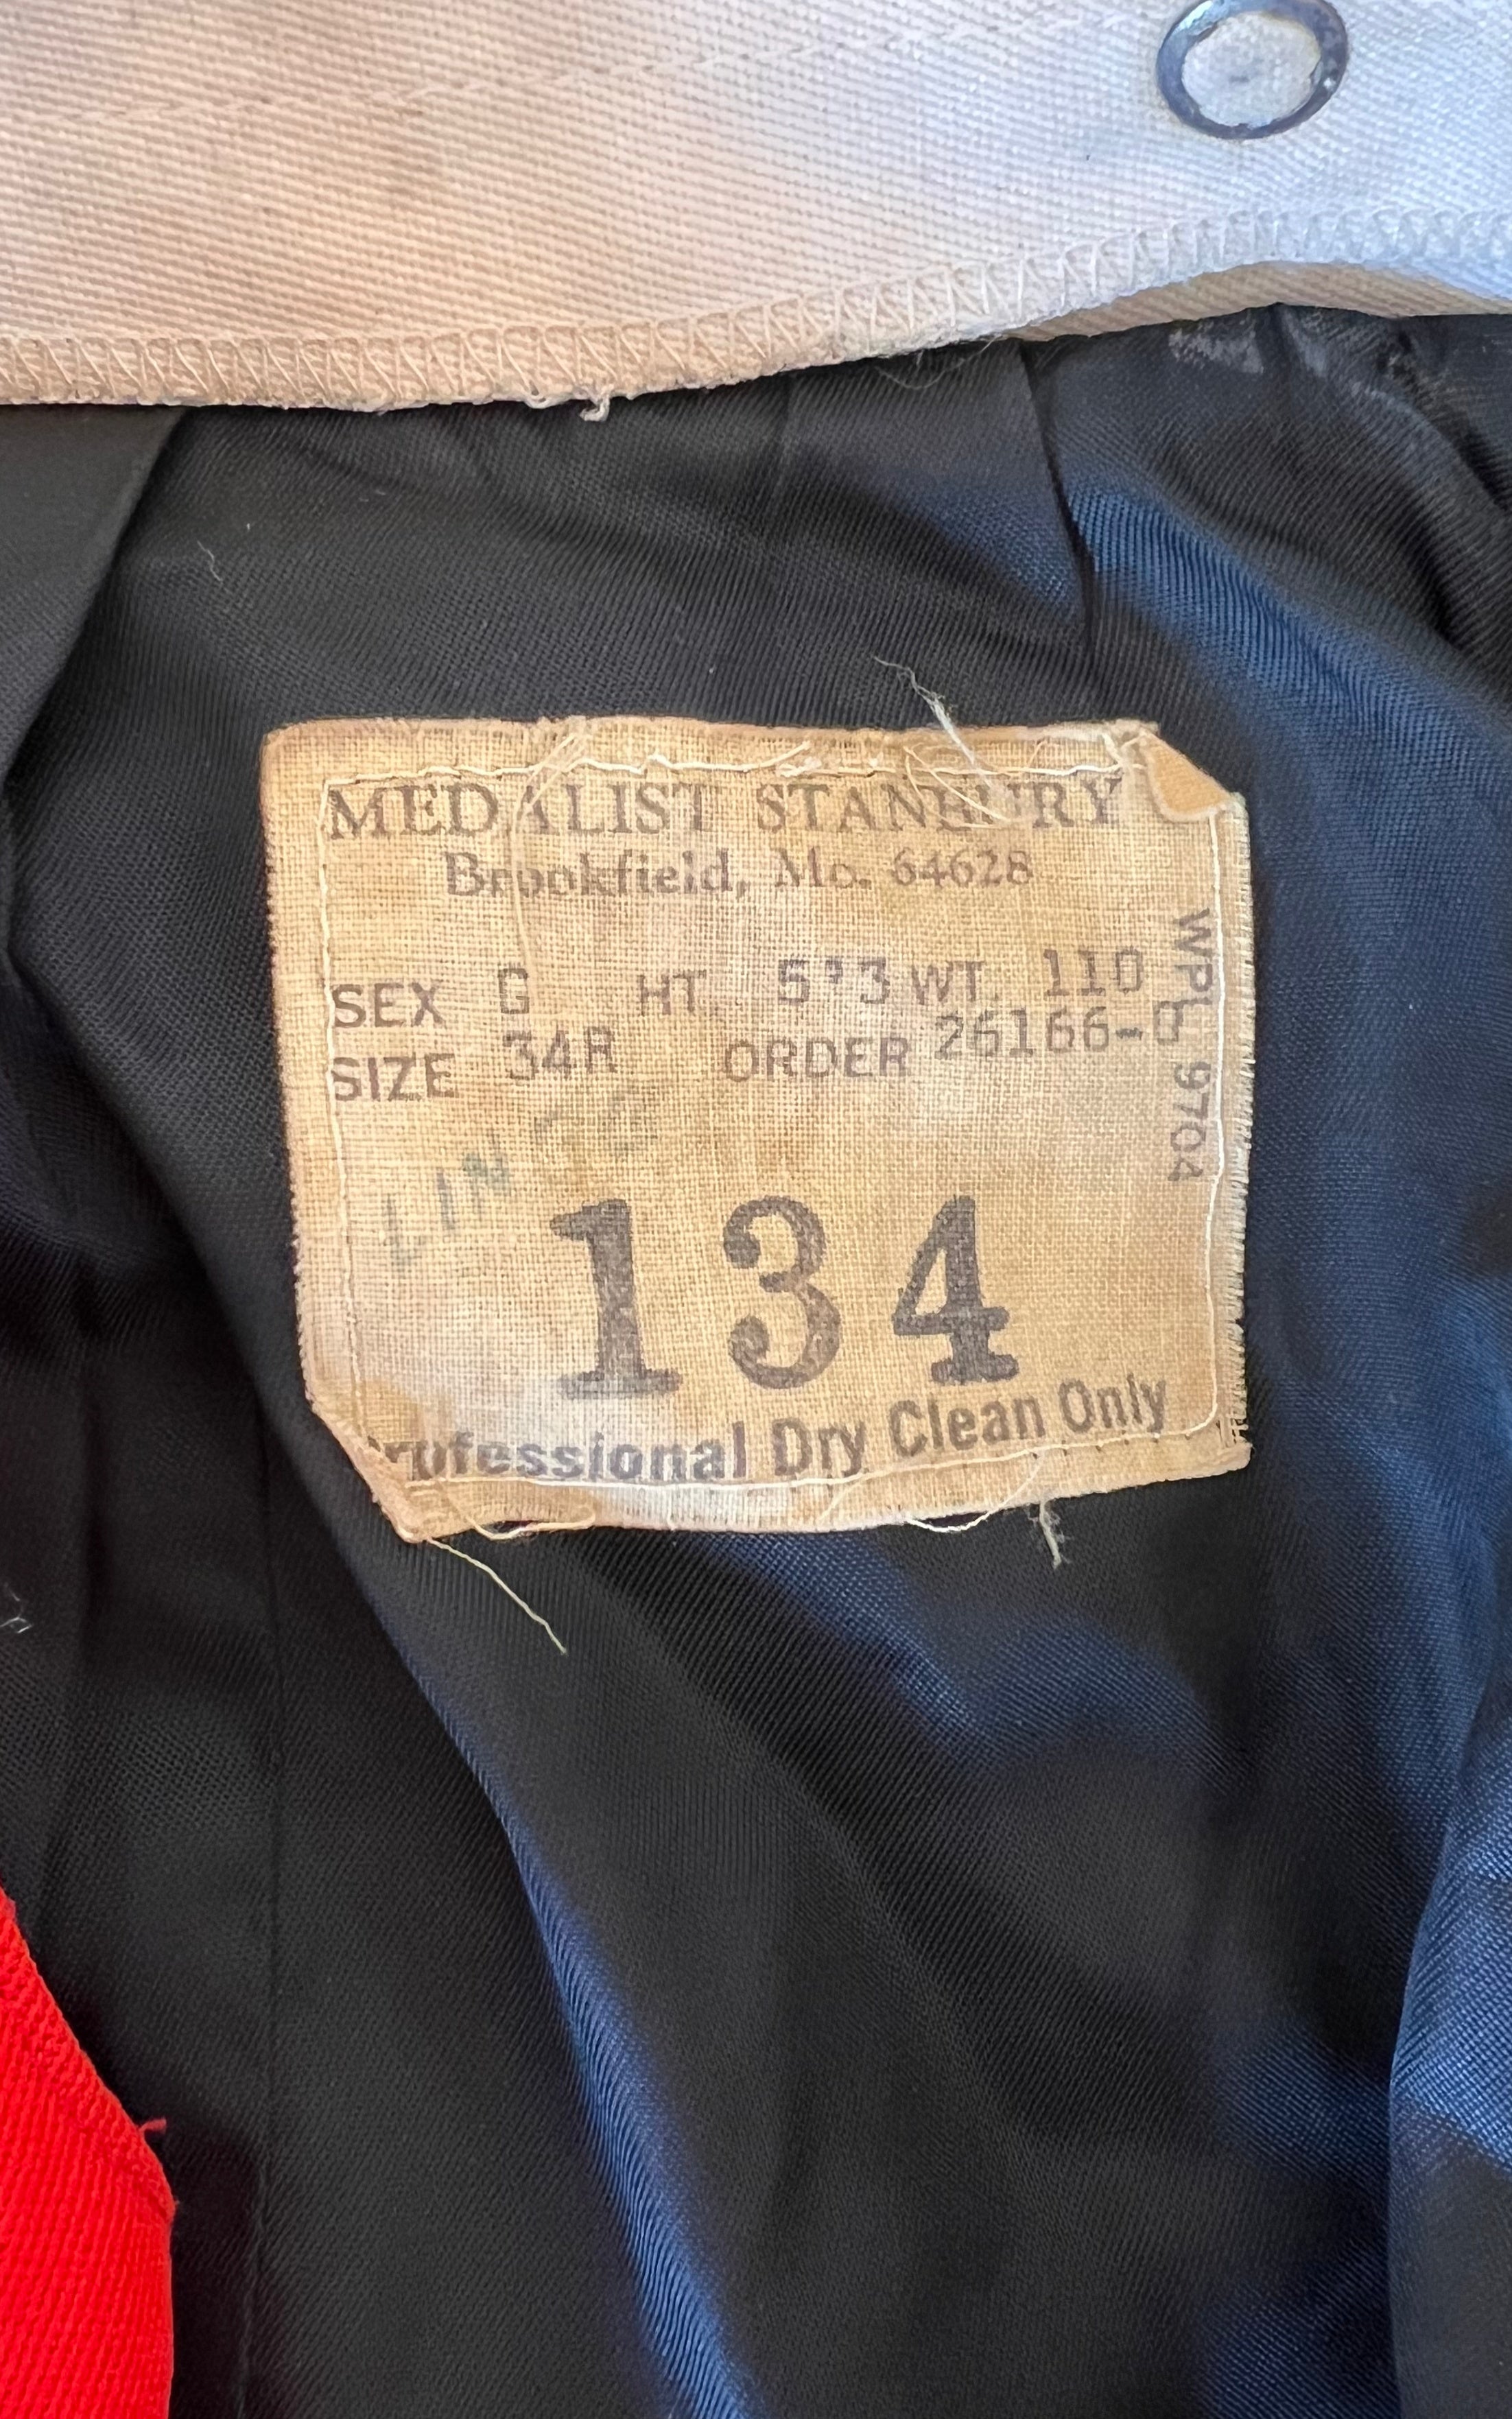 MEDALIST STANBURY
Brookfield, Mo. 64628
SEX G HT. 5'3 WT. 110
SIZE 34R ORDER 26166-B
WPL 9704
134
Professional Dry Clean Only